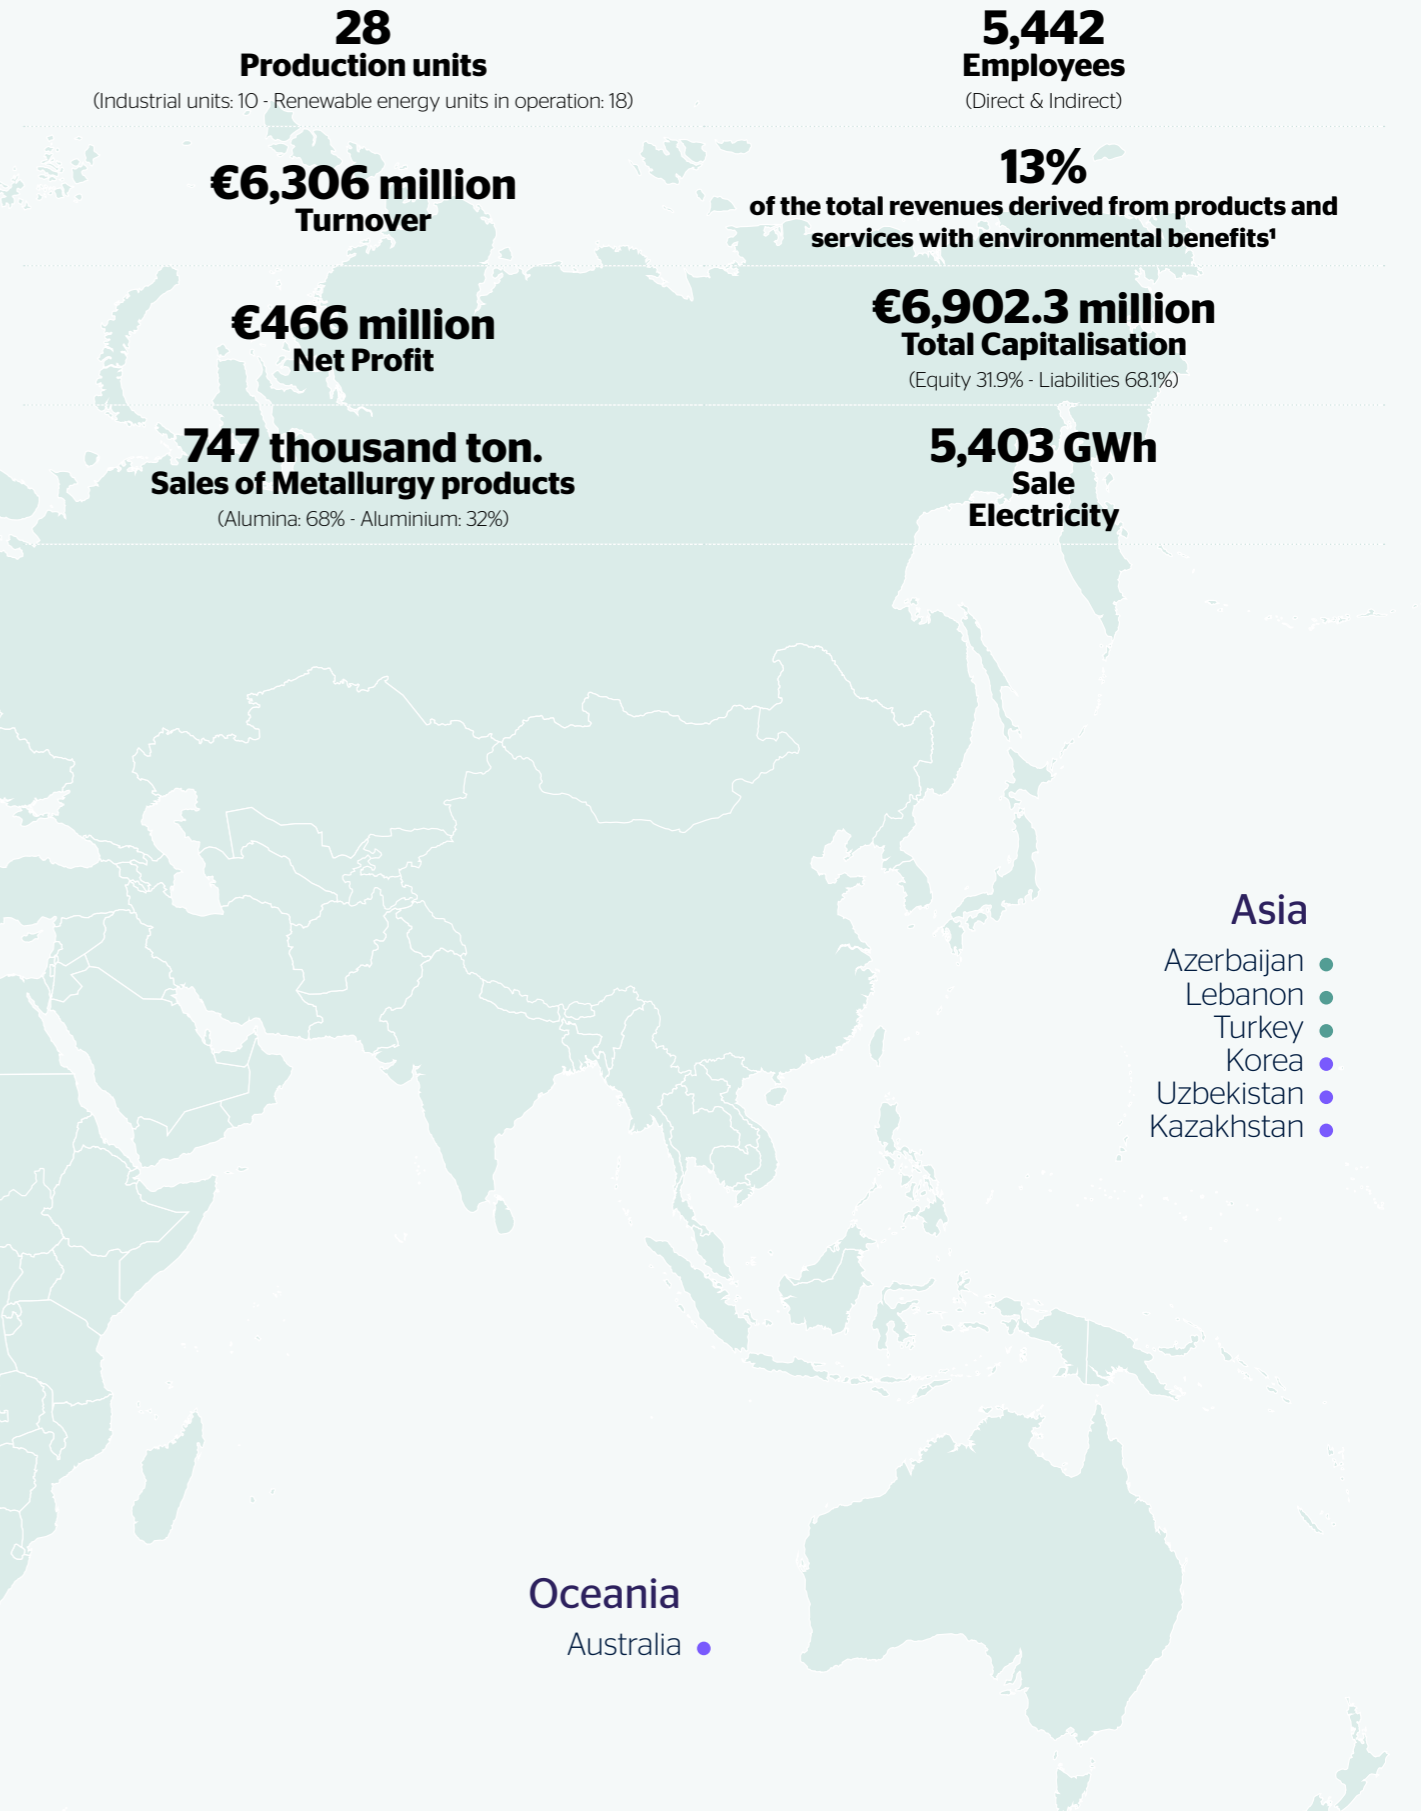 28
Production units
(Industrial units: 10 - Renewable energy units in operation: 18)
5,442
Employees
(Direct & Indirect)
€6,306 million
Turnover
13%
of the total revenues derived from products and
services with environmental benefits¹
€466 million
Net Profit
€6,902.3 million
Total Capitalisation
(Equity 31.9% - Liabilities 68.1%)
747 thousand ton.
Sales of Metallurgy products
(Alumina: 68% - Aluminium: 32%)
5,403 GWh
Sale
Electricity
Asia
Azerbaijan
Lebanon
Turkey
Korea
Uzbekistan
Kazakhstan
Oceania
Australia